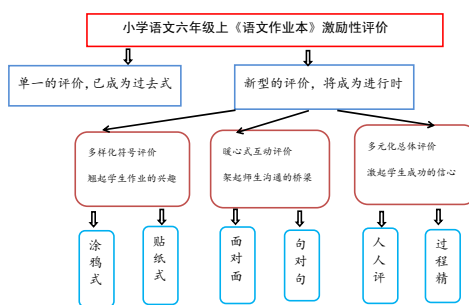 小学语文六年级上《语文作业本》激励性评价
单一的评价,已成为过去式
新型的评价，将成为进行时
多样化符号评价
翘起学生作业的兴趣
暖心式互动评价
架起师生沟通的桥梁
多元化总体评价
激起学生成功的信心
涂鸦式
贴纸式
面对面
句对句
人人评
过程精